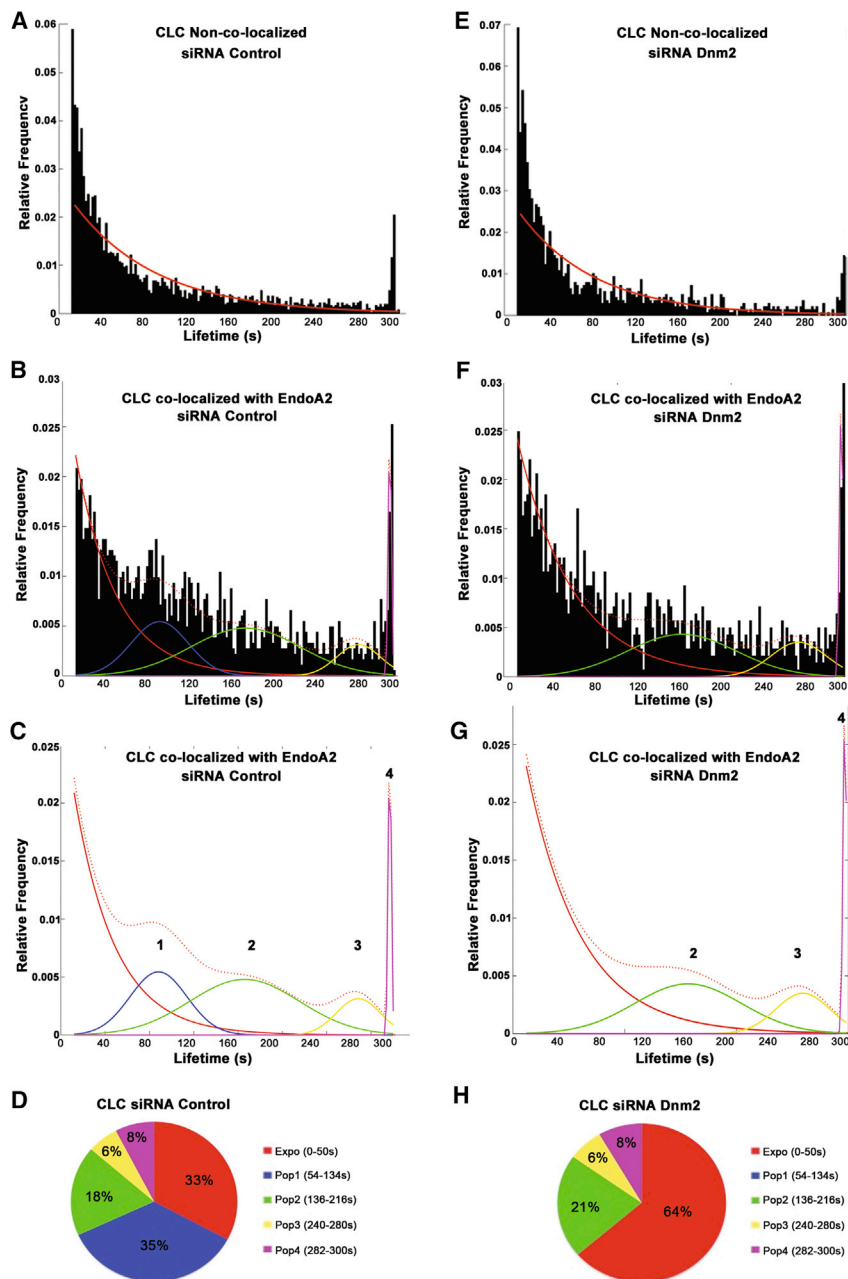 A
CLC Non-co-localized
siRNA Control
Relative Frequency
0.06
0.05
0.04
0.03
0.02
0.01
0
0 40 80 120 160 200 240 280 300
Lifetime (s)
E
CLC Non-co-localized
siRNA Dnm2
Relative Frequency
0.07
0.06
0.05
0.04
0.03
0.02
0.01
0
0 40 80 120 160 200 240 280 300
Lifetime (s)
B
CLC co-localized with EndoA2
siRNA Control
Relative Frequency
0.03
0.025
0.02
0.015
0.01
0.005
0
0 40 80 120 160 200 240 280 300
Lifetime (s)
F
CLC co-localized with EndoA2
siRNA Dnm2
Relative Frequency
0.03
0.025
0.02
0.015
0.01
0.005
0
0 40 80 120 160 200 240 280 300
Lifetime (s)
C
CLC co-localized with EndoA2
siRNA Control
Relative Frequency
0.025
0.02
0.015
0.01
0.005
0
1
2
3
4
0 40 80 120 160 200 240 280 300
Lifetime (s)
G
CLC co-localized with EndoA2
siRNA Dnm2
Relative Frequency
0.025
0.02
0.015
0.01
0.005
0
2
3
4
0 100 200 300
Lifetime (s)
D
CLC siRNA Control
8%
6%
18%
33%
35%
Expo (0-50s)
Pop1 (54-134s)
Pop2 (136-216s)
Pop3 (240-280s)
Pop4 (282-300s)
H
CLC siRNA Dnm2
8%
6%
21%
64%
Expo (0-50s)
Pop1 (54-134s)
Pop2 (136-216s)
Pop3 (240-280s)
Pop4 (282-300s)